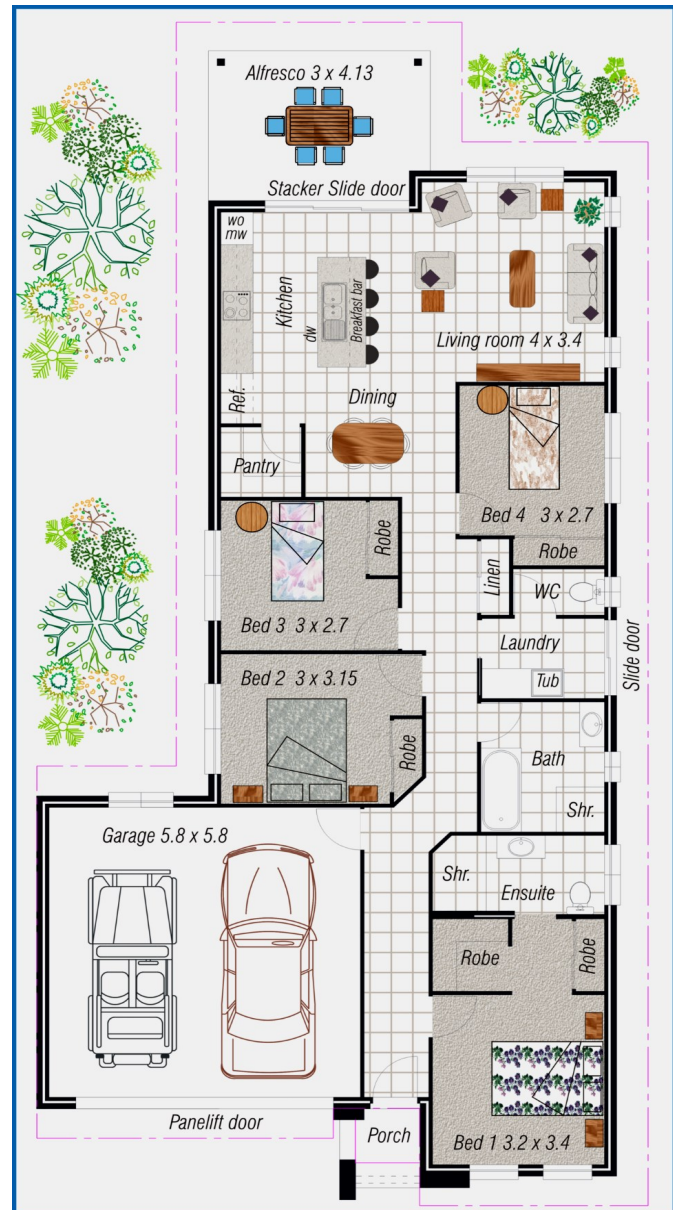 Alfresco 3 x 4.13
Stacker Slide door
wo
mw
Kitchen
dw
Breakfast bar
Living room 4 x 3.4
Ref.
Dining
Pantry
Bed 4 3 x 2.7
Robe
Robe
Linen
WC
Bed 3 3 x 2.7
Laundry
Slide door
Tub
Bed 2 3 x 3.15
Robe
Bath
Shr.
Garage 5.8 x 5.8
Shr.
Ensuite
Robe
Robe
Panelift door
Porch
Bed 1 3.2 x 3.4